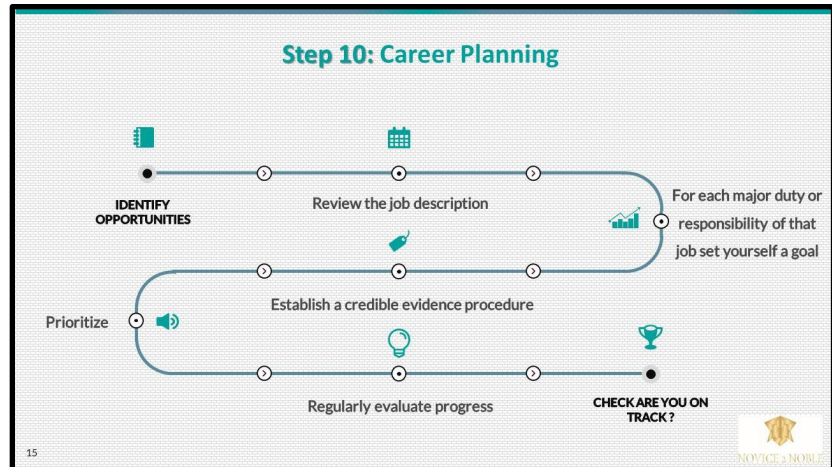 Step 10: Career Planning
IDENTIFY
OPPORTUNITIES
Review the job description
For each major duty or
responsibility of that
job set yourself a goal
Establish a credible evidence procedure
Prioritize
Regularly evaluate progress
CHECK ARE YOU ON
TRACK ?
15
NOVICE 2 NOBLE